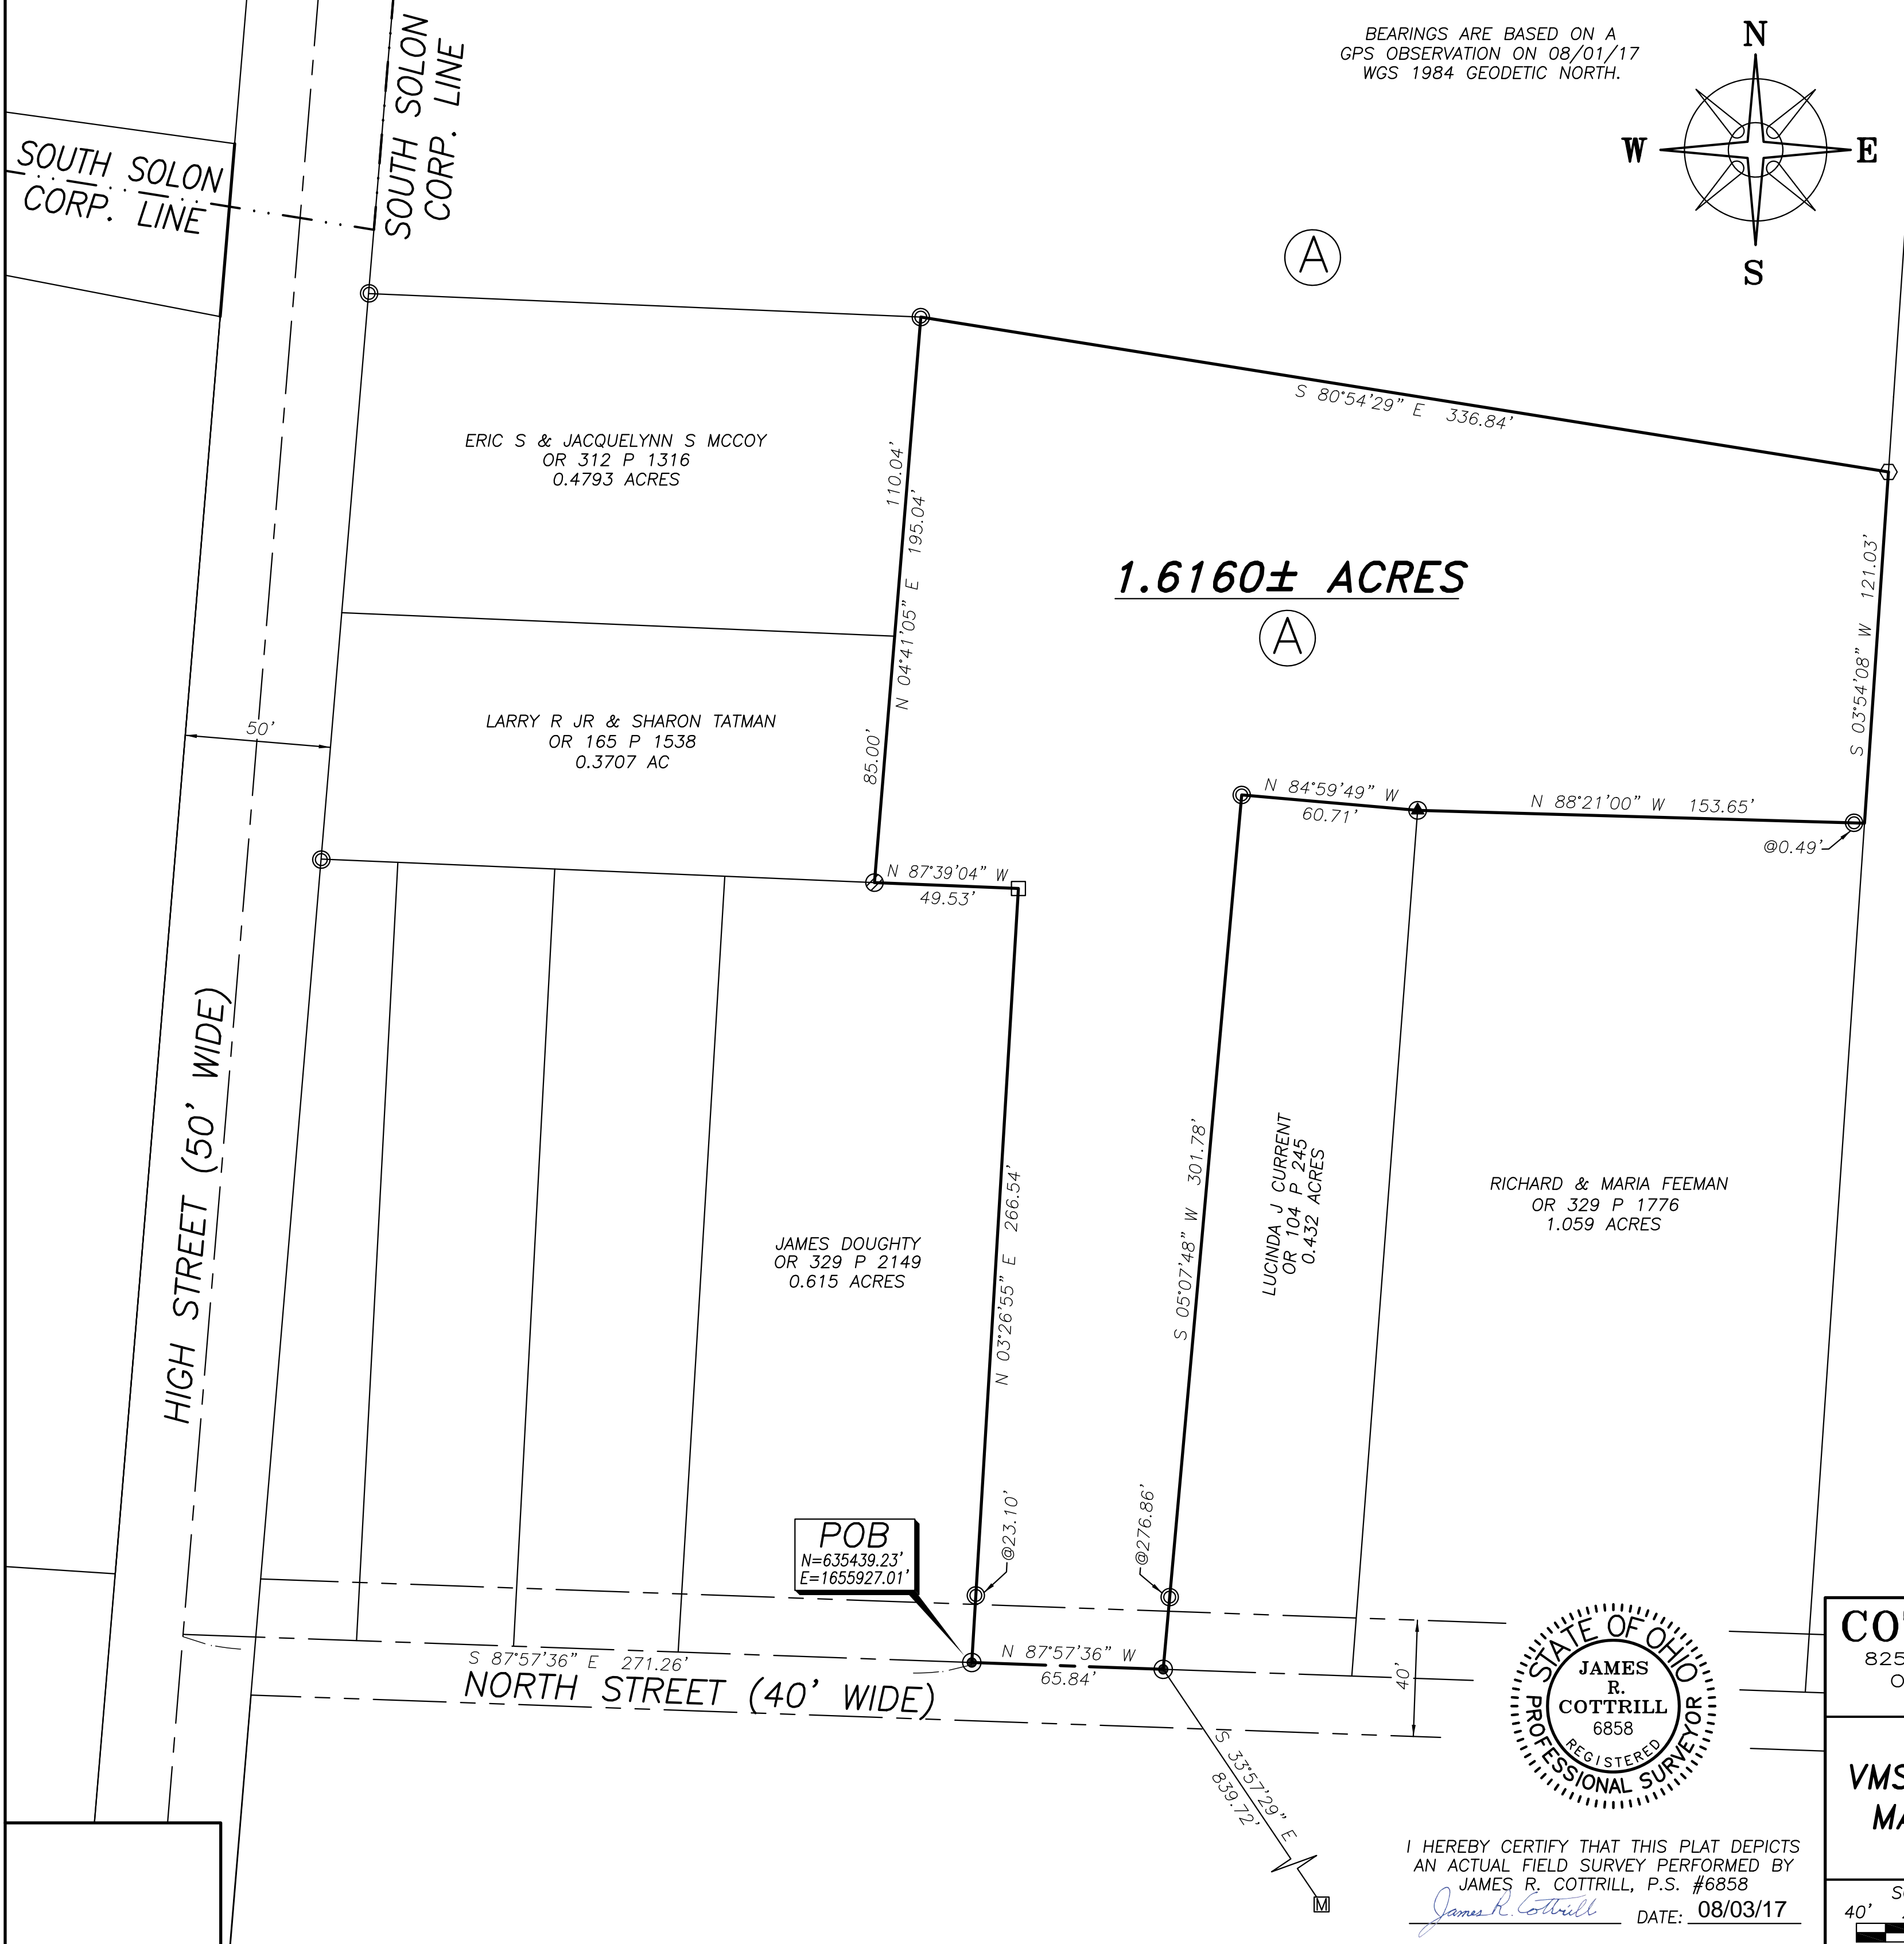 BEARINGS ARE BASED ON A
GPS OBSERVATION ON 08/01/17
WGS 1984 GEODETIC NORTH.
N
W
E
S
SOUTH SOLON
CORP. LINE
SOUTH SOLON
CORP. LINE
A
S 80°54'29" E 336.84'
ERIC S & JACQUELYNN S MCCOY
OR 312 P 1316
0.4793 ACRES
110.04'
N 04°41'05" E 195.04'
85.00'
1.6160± ACRES
A
S 03°54'08" W 121.03'
50'
LARRY R JR & SHARON TATMAN
OR 165 P 1538
0.3707 AC
N 84°59'49" W
60.71'
N 88°21'00" W 153.65'
@0.49'
N 87°39'04" W
49.53'
HIGH STREET (50' WIDE)
N 03°26'55" E 266.54'
S 05°07'48" W 301.78'
LUCINDA J CURRENT
OR 104 P 245
0.432 ACRES
RICHARD & MARIA FEEMAN
OR 329 P 1776
1.059 ACRES
JAMES DOUGHTY
OR 329 P 2149
0.615 ACRES
@23.10'
@276.86'
POB
N=635439.23'
E=1655927.01'
S 87°57'36" E 271.26'
N 87°57'36" W
65.84'
NORTH STREET (40' WIDE)
40'
S 33°57'29" E
839.72'
M
STATE OF OHIO
JAMES
R.
COTTRILL
6858
REGISTERED
PROFESSIONAL SURVEYOR
I HEREBY CERTIFY THAT THIS PLAT DEPICTS
AN ACTUAL FIELD SURVEY PERFORMED BY
JAMES R. COTTRILL, P.S. #6858
James R. Cottrill
DATE: 08/03/17
CO
825
VMS
MA
40'